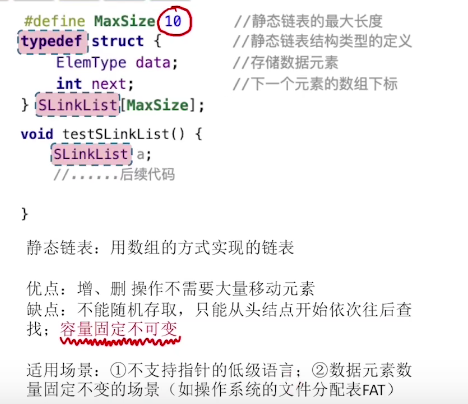 #define MaxSize 10 //静态链表的最大长度
typedef struct { //静态链表结构类型的定义
ElemType data; //存储数据元素
int next; //下一个元素的数组下标
} SLinkList[MaxSize];
void testSLinkList() {
SLinkList a;
//......后续代码
}
静态链表：用数组的方式实现的链表
优点：增、删 操作不需要大量移动元素
缺点：不能随机存取，只能从头结点开始依次往后查
找；容量固定不可变
适用场景：①不支持指针的低级语言；②数据元素数
量固定不变的场景（如操作系统的文件分配表FAT）